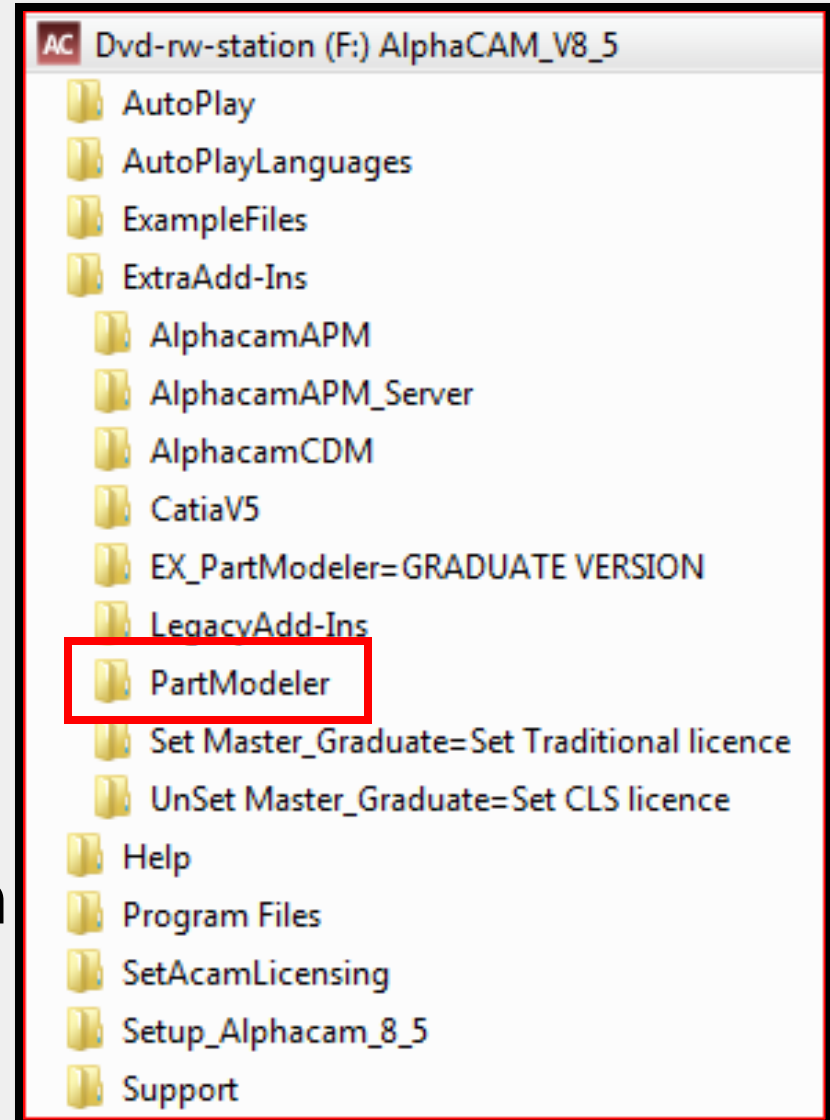 AC Dvd-rw-station (F:) AlphaCAM_V8_5
AutoPlay
AutoPlayLanguages
ExampleFiles
ExtraAdd-Ins
AlphacamAPM
AlphacamAPM_Server
AlphacamCDM
CatiaV5
EX_PartModeler=GRADUATE VERSION
LegacyAdd-Ins
PartModeler
Set Master_Graduate=Set Traditional licence
UnSet Master_Graduate=Set CLS licence
Help
Program Files
SetAcamLicensing
Setup_Alphacam_8_5
Support